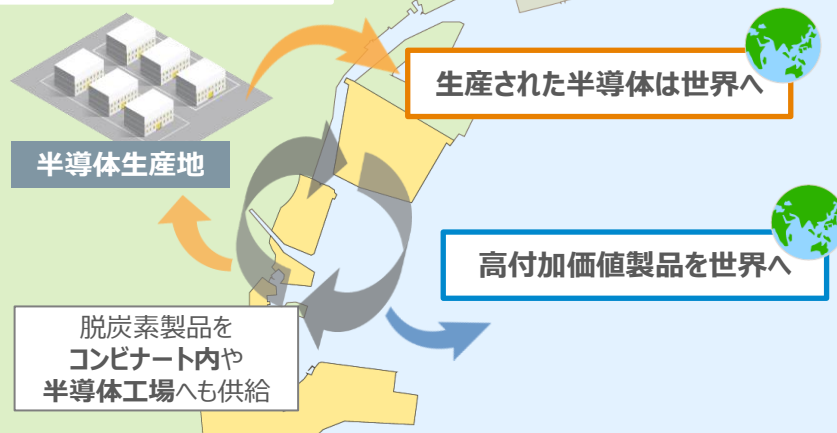 生産された半導体は世界へ
半導体生産地
高付加価値製品を世界へ
脱炭素製品を
コンビナート内や
半導体工場へも供給